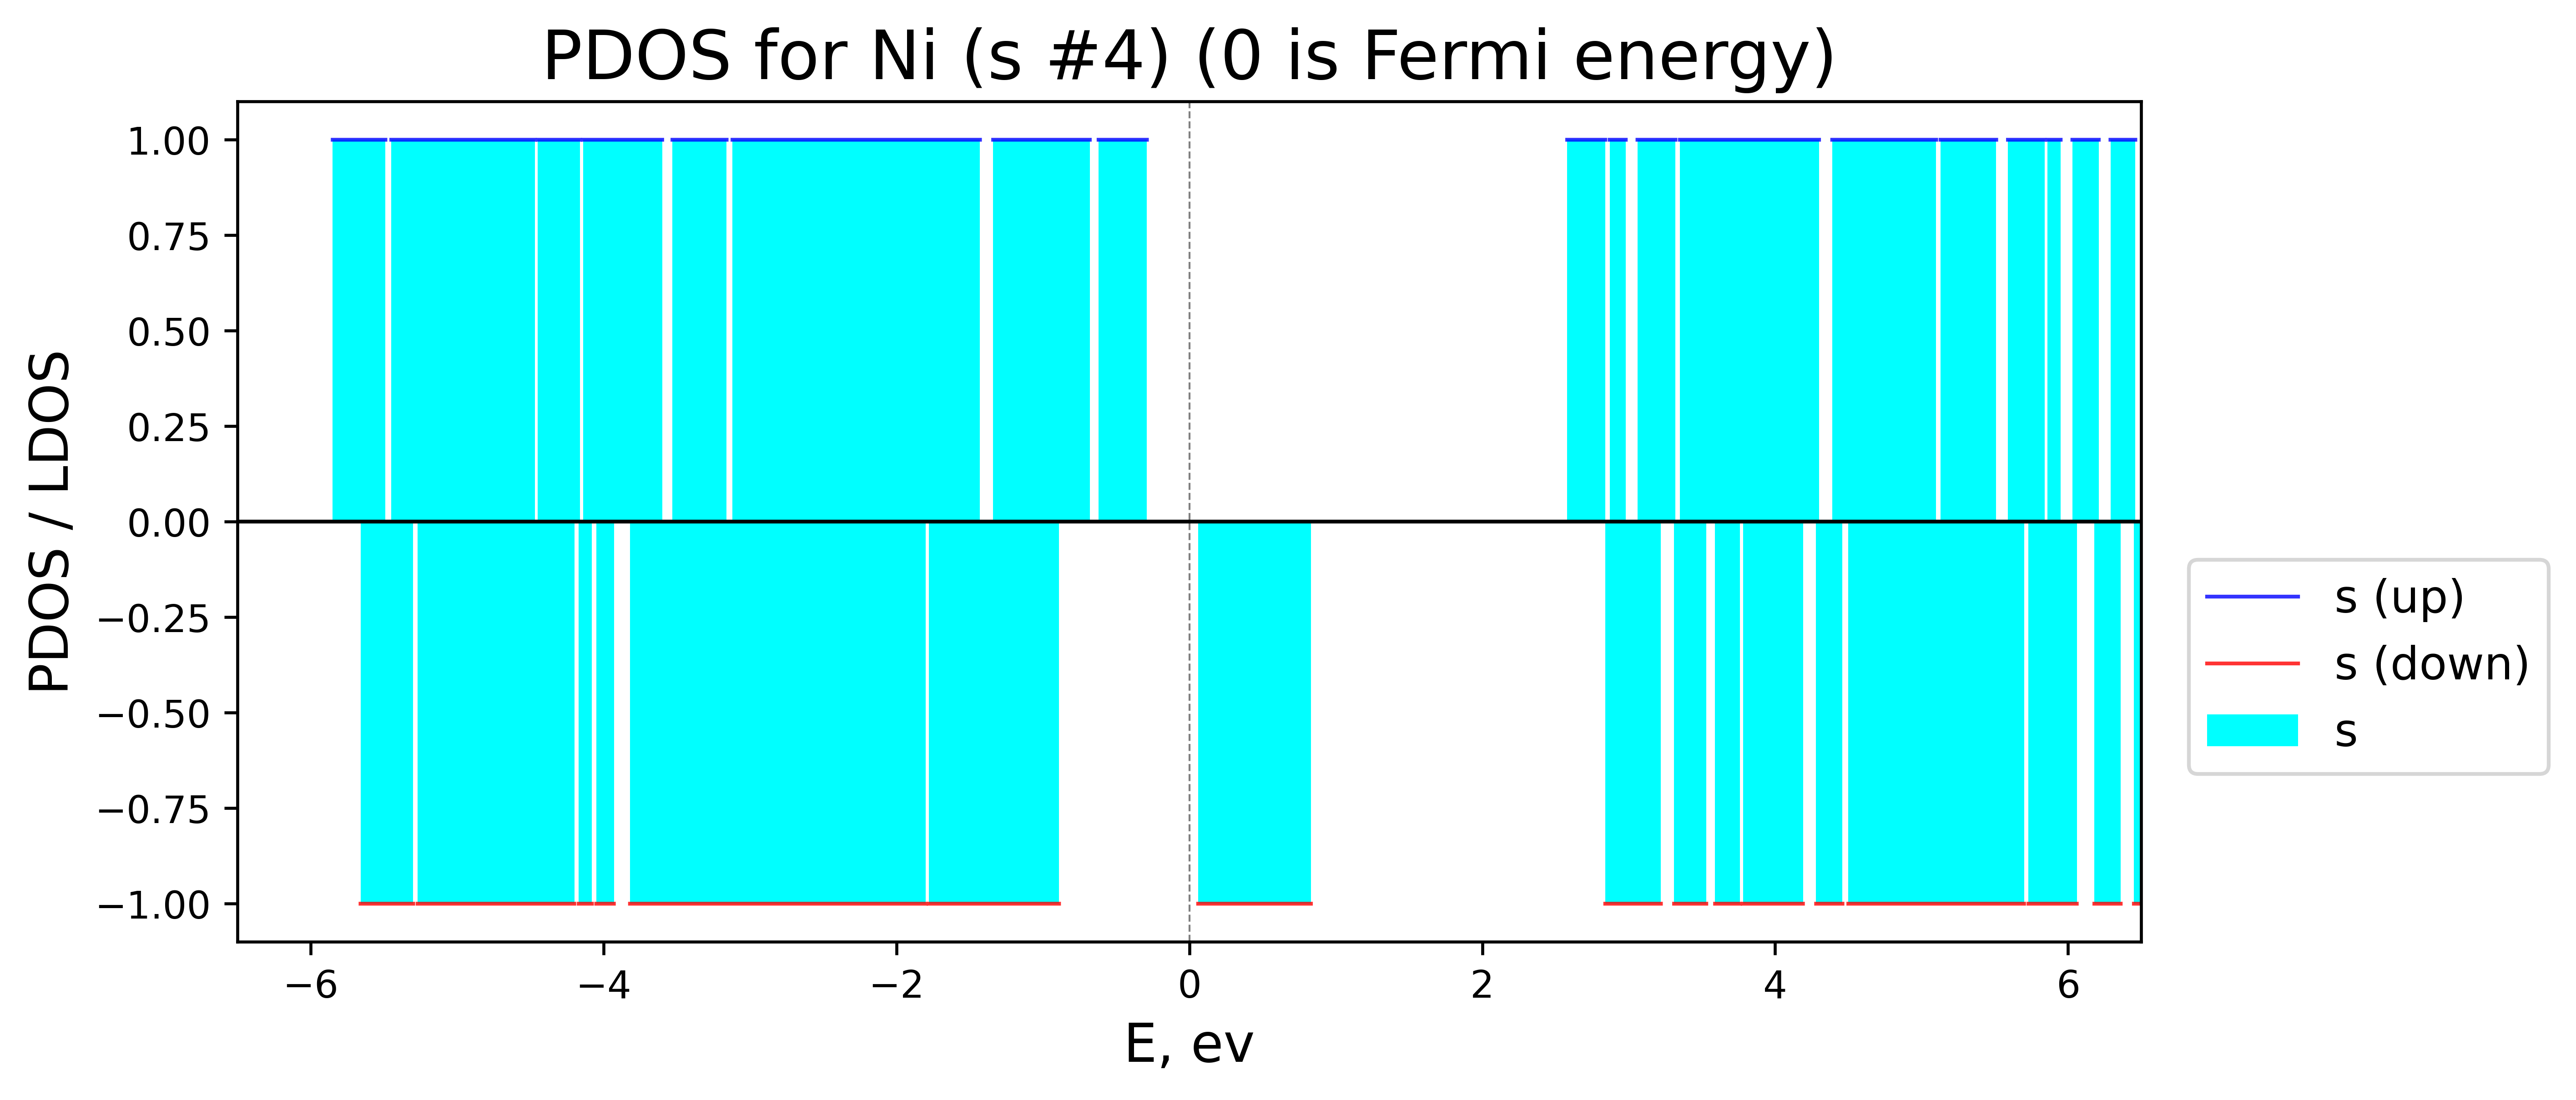 PDOS for Ni (s #4) (0 is Fermi energy)
PDOS / LDOS
1.00
0.75
0.50
0.25
0.00
−0.25
−0.50
−0.75
−1.00
−6
−4
−2
0
2
4
6
E, ev
s (up)
s (down)
s